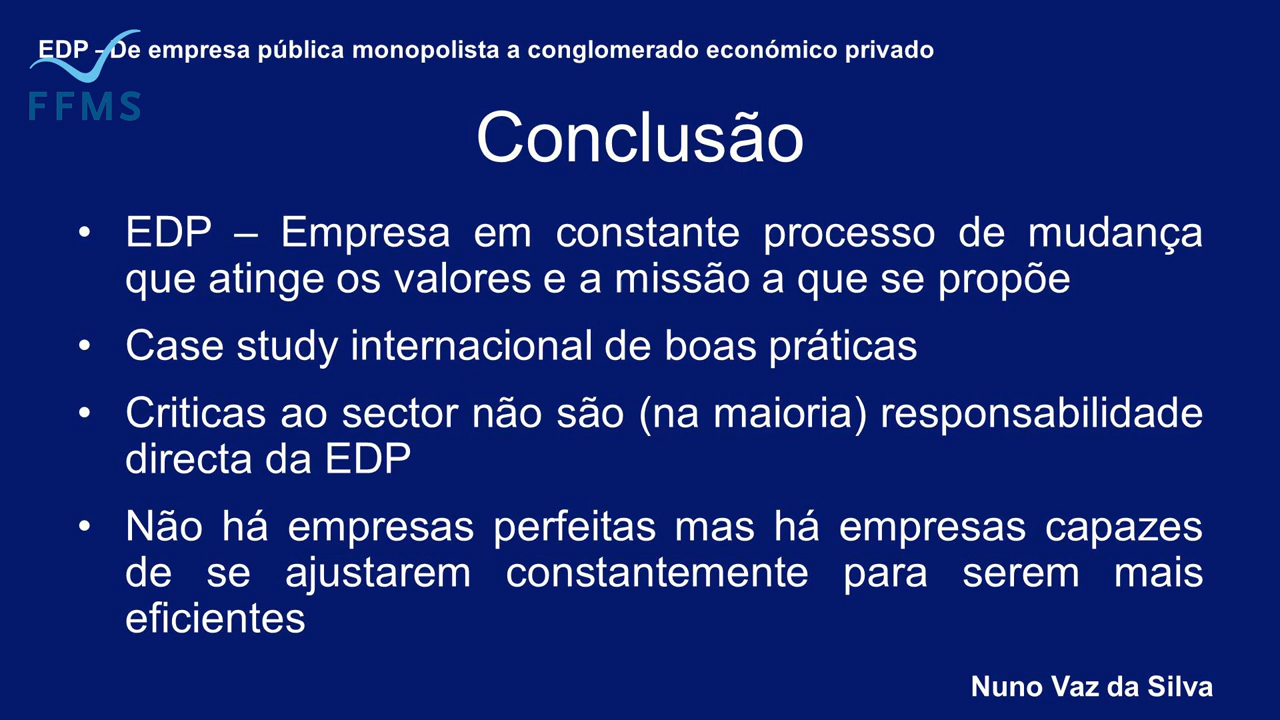 EDP – De empresa pública monopolista a conglomerado económico privado
FFMS
Conclusão
• EDP – Empresa em constante processo de mudança
que atinge os valores e a missão a que se propõe
• Case study internacional de boas práticas
• Criticas ao sector não são (na maioria) responsabilidade
directa da EDP
• Não há empresas perfeitas mas há empresas capazes
de se ajustarem constantemente para serem mais
eficientes
Nuno Vaz da Silva